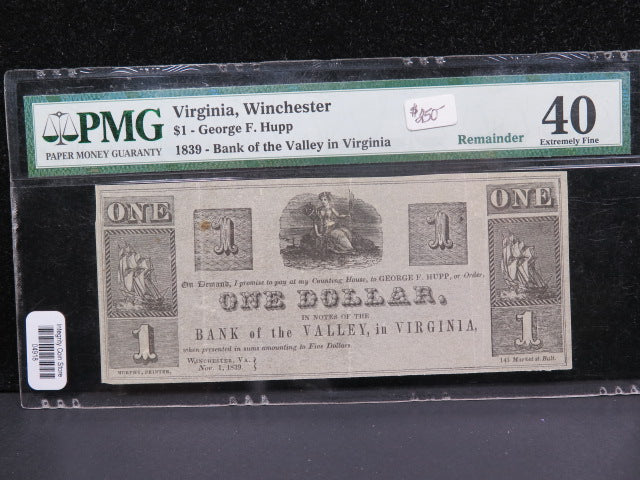 PMG
PAPER MONEY GUARANTY
Virginia, Winchester
$1 - George F. Hupp
1839 - Bank of the Valley in Virginia
$250-
Remainder
40
Extremely Fine
ONE
1
1
ONE
On Demand, I promise to pay at my Counting House, to GEORGE F. HUPP, or Order,
ONE DOLLAR,
IN NOTES OF THE
BANK of the VALLEY, in VIRGINIA,
when presented in sums amounting to Five Dollars.
WINCHESTER, VA.
Nov. 1, 1839
1
1
MURPHY, PRINTER,
145 Market st. Balt.
Integrity Coin Store
04918